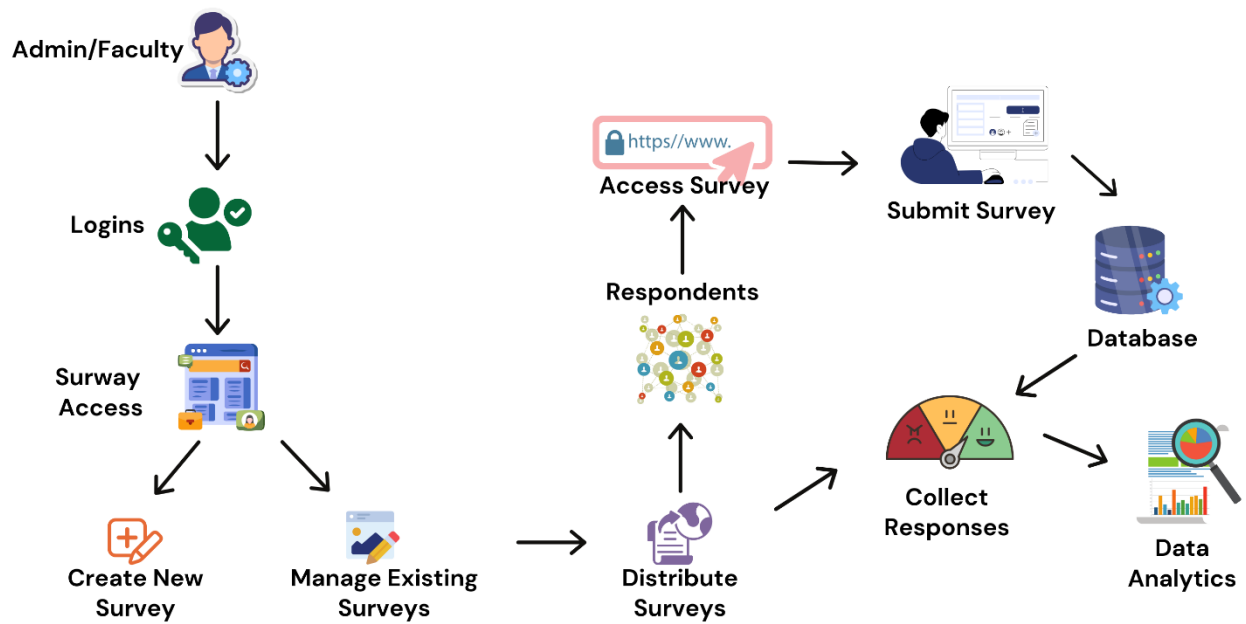 Admin/Faculty
Logins
Surway
Access
Create New
Survey
Manage Existing
Surveys
Distribute
Surveys
Respondents
https//www.
Access Survey
Submit Survey
Database
Collect
Responses
Data
Analytics